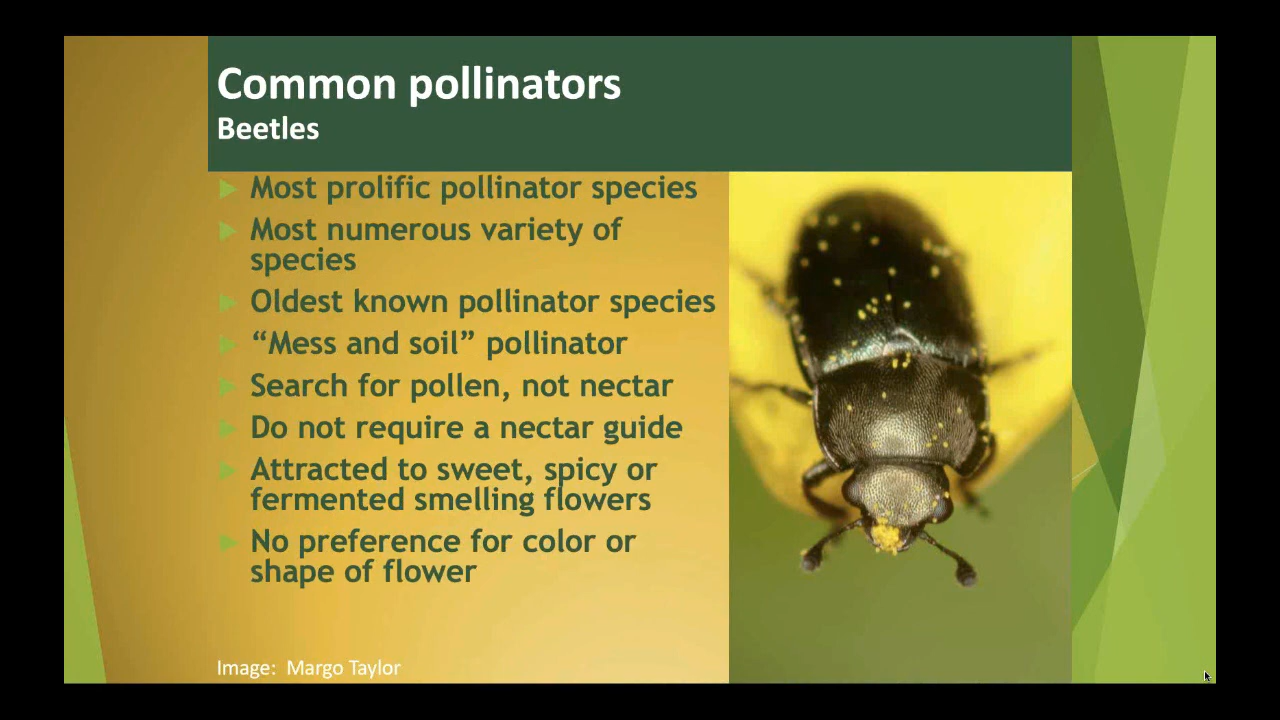 Common pollinators
Beetles
Most prolific pollinator species
Most numerous variety of
species
Oldest known pollinator species
“Mess and soil” pollinator
Search for pollen, not nectar
Do not require a nectar guide
Attracted to sweet, spicy or
fermented smelling flowers
No preference for color or
shape of flower
Image:  Margo Taylor